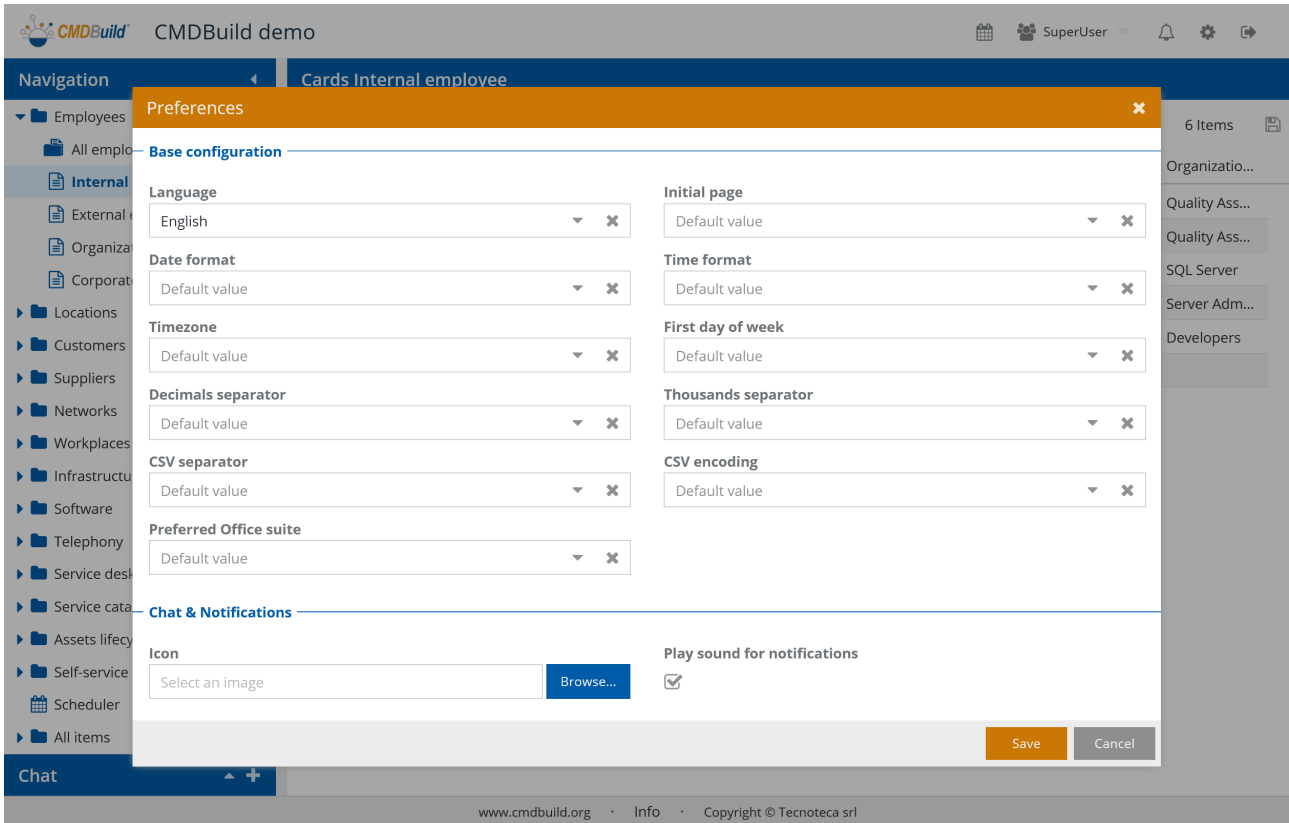 CMDBuild CMDBuild demo SuperUser
Navigation Cards Internal employee
Employees
All emplo
Internal
External e
Organizat
Corporat
Locations
Customers
Suppliers
Networks
Workplaces
Infrastructu
Software
Telephony
Service desk
Service cata
Assets lifecy
Self-service
Scheduler
All items
Chat
Preferences
Base configuration
Language Initial page
English Default value
Date format Time format
Default value Default value
Timezone First day of week
Default value Default value
Decimals separator Thousands separator
Default value Default value
CSV separator CSV encoding
Default value Default value
Preferred Office suite
Default value
Chat & Notifications
Icon Play sound for notifications
Select an image Browse...
Save Cancel
6 Items
Organizatio...
Quality Ass...
Quality Ass...
SQL Server
Server Adm...
Developers
www.cmdbuild.org · Info · Copyright © Tecnoteca srl